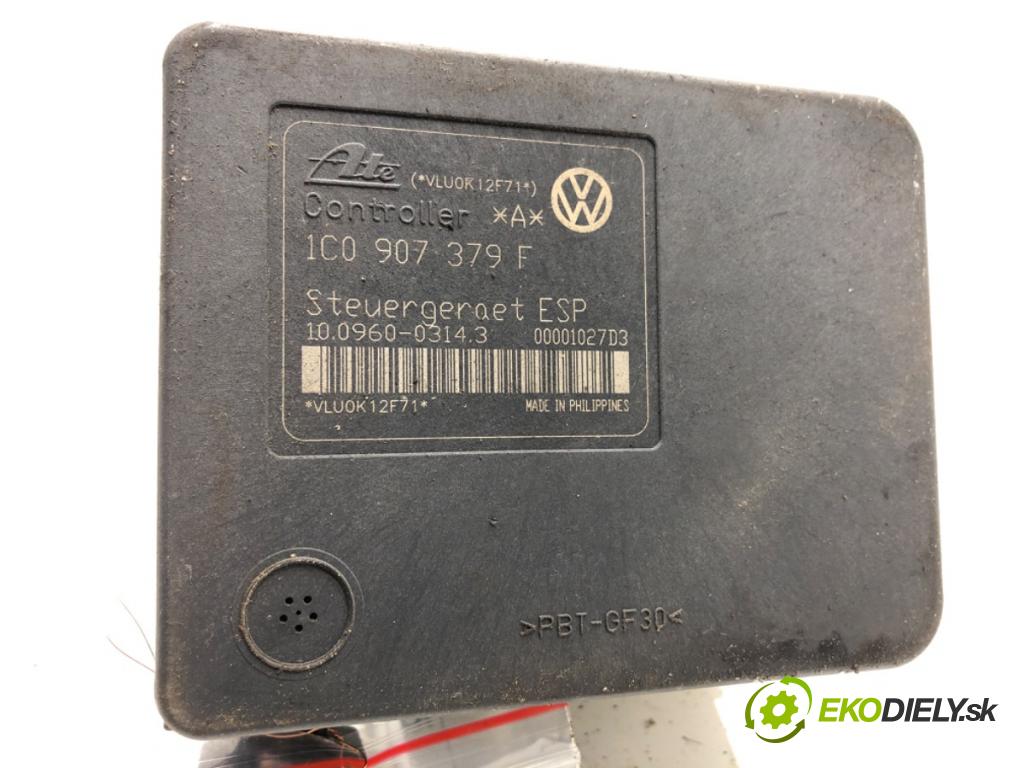 Ate (*VLU0K12F71*)
Controller *A*
1C0 907 379 F
Steuergeraet ESP
10.0960-0314.3 00001027D3
*VLU0K12F71* MADE IN PHILIPPINES
>PBT-GF30<
EKODIELY.sk